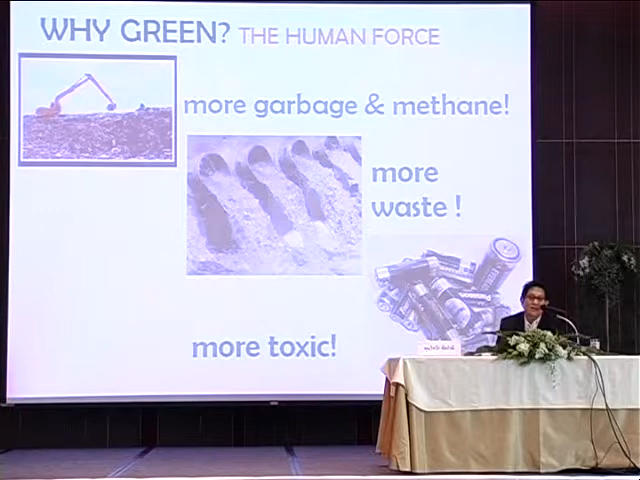 WHY GREEN? THE HUMAN FORCE
more garbage & methane!
more
waste !
more toxic!